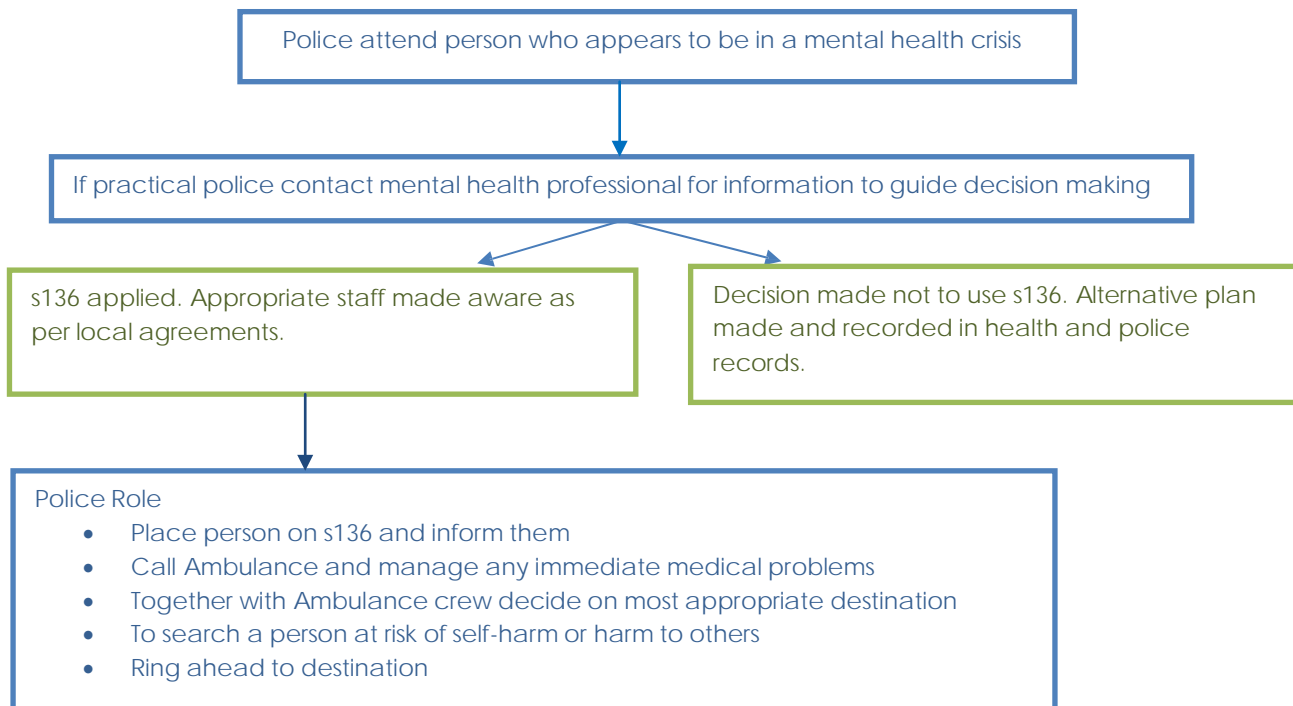 Police attend person who appears to be in a mental health crisis
If practical police contact mental health professional for information to guide decision making
s136 applied. Appropriate staff made aware as
per local agreements.
Decision made not to use s136. Alternative plan
made and recorded in health and police
records.
Police Role
• Place person on s136 and inform them
• Call Ambulance and manage any immediate medical problems
• Together with Ambulance crew decide on most appropriate destination
• To search a person at risk of self-harm or harm to others
• Ring ahead to destination